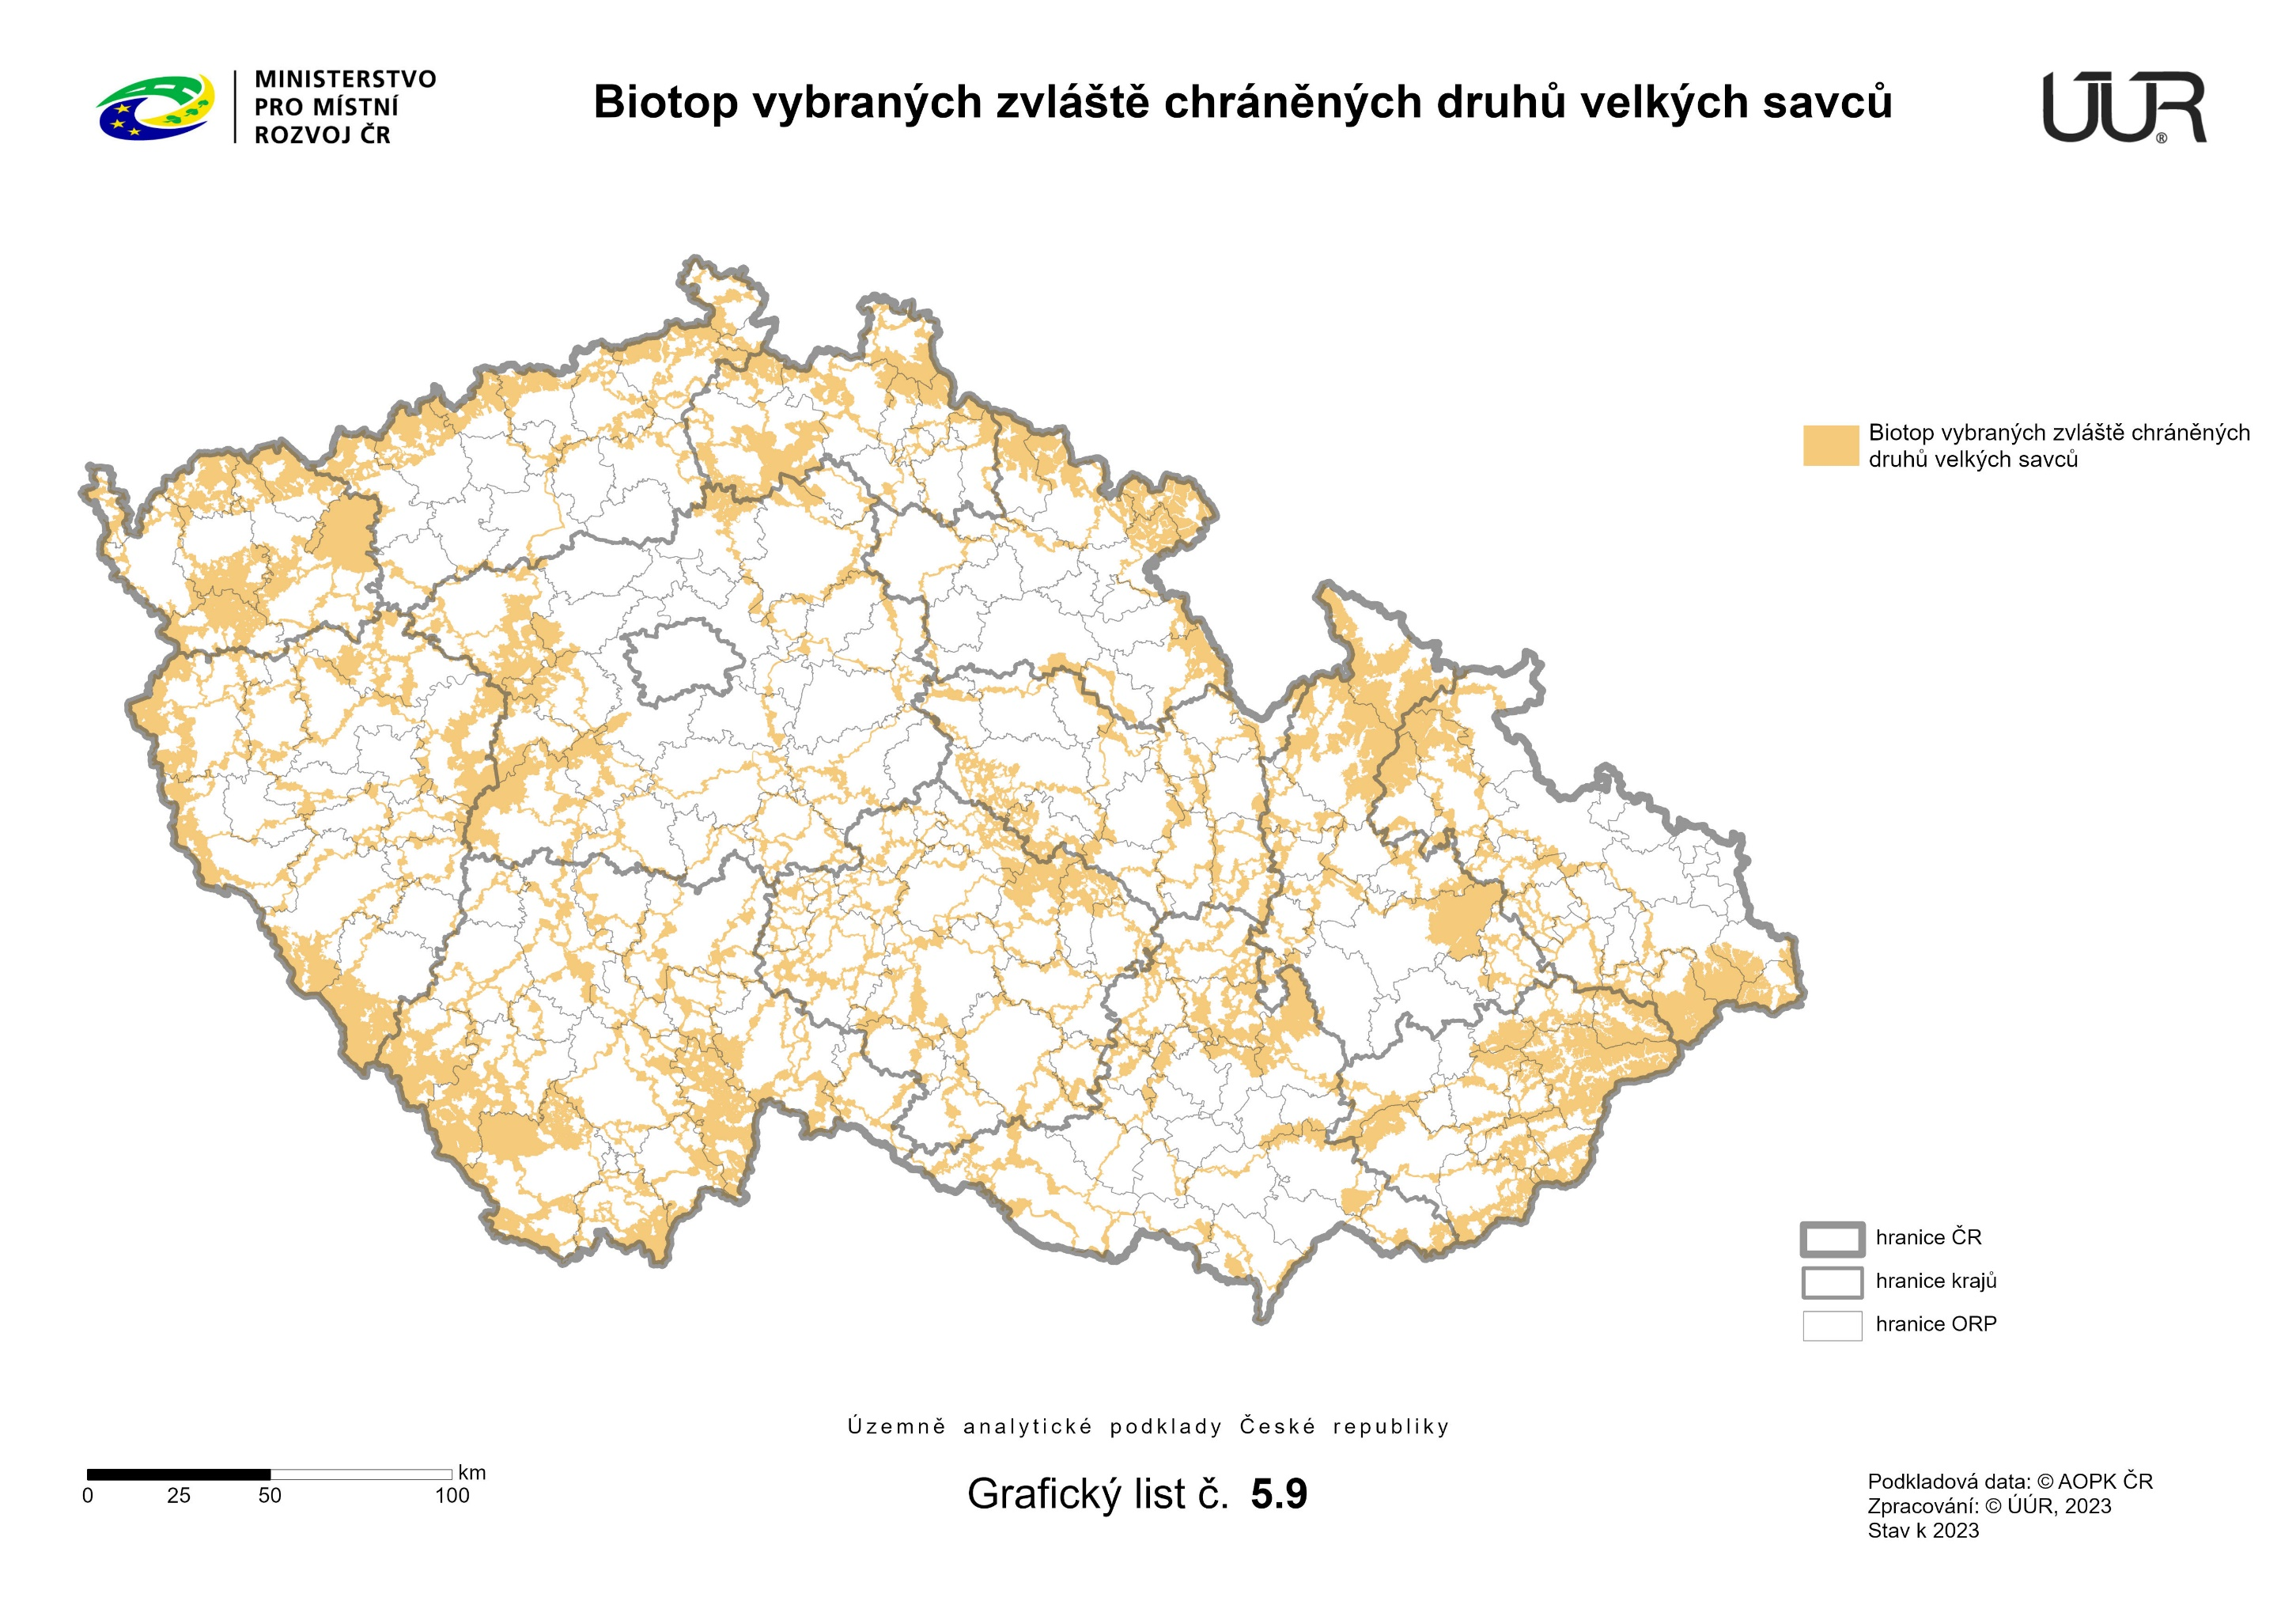 MINISTERSTVO
PRO MÍSTNÍ
ROZVOJ ČR
Biotop vybraných zvláště chráněných druhů velkých savců
ÚÚR®
Biotop vybraných zvláště chráněných
druhů velkých savců
hranice ČR
hranice krajů
hranice ORP
Územně analytické podklady České republiky
km
0 25 50 100
Grafický list č. 5.9
Podkladová data: © AOPK ČR
Zpracování: © ÚÚR, 2023
Stav k 2023